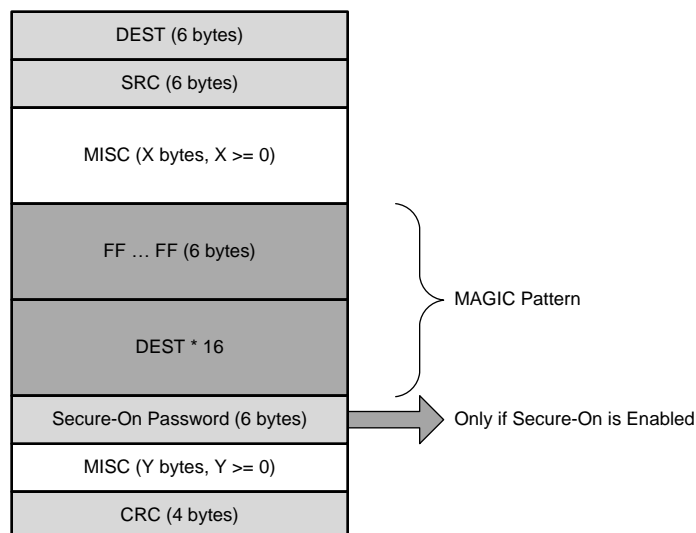 DEST (6 bytes)
SRC (6 bytes)
MISC (X bytes, X >= 0)
FF … FF (6 bytes)
MAGIC Pattern
DEST * 16
Secure-On Password (6 bytes)
Only if Secure-On is Enabled
MISC (Y bytes, Y >= 0)
CRC (4 bytes)